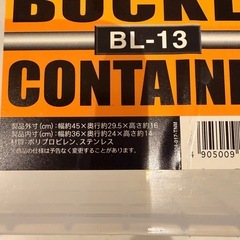 BUCKLE
BL-13
CONTAINE
製品外寸(cm):幅約45×奥行約29.5×高さ約16
製品内寸(cm):幅約36×奥行約24×高さ約14
材質:ポリプロピレン、ステンレス
※製品の仕様は予告なく変更することがあります。
4 905009